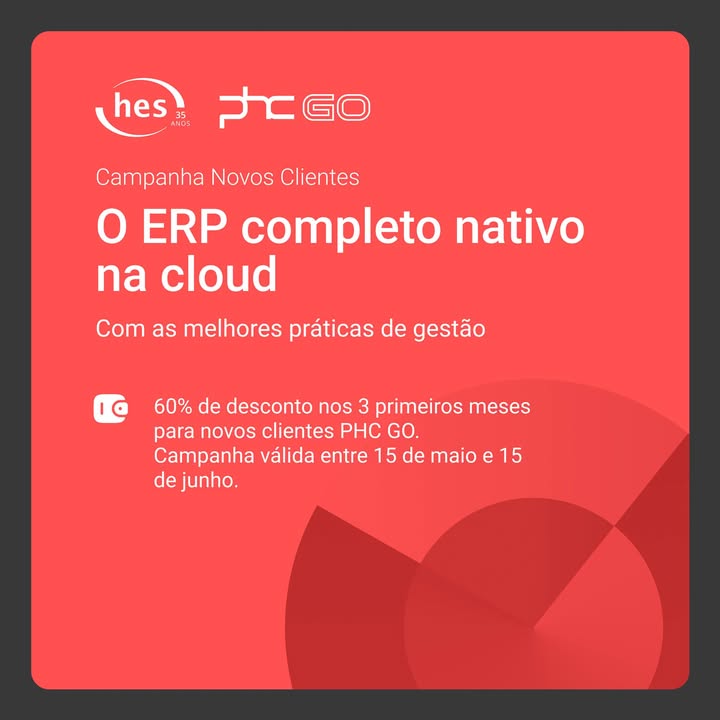 hes 35 ANOS
phc GO
Campanha Novos Clientes
O ERP completo nativo
na cloud
Com as melhores práticas de gestão
60% de desconto nos 3 primeiros meses
para novos clientes PHC GO.
Campanha válida entre 15 de maio e 15
de junho.